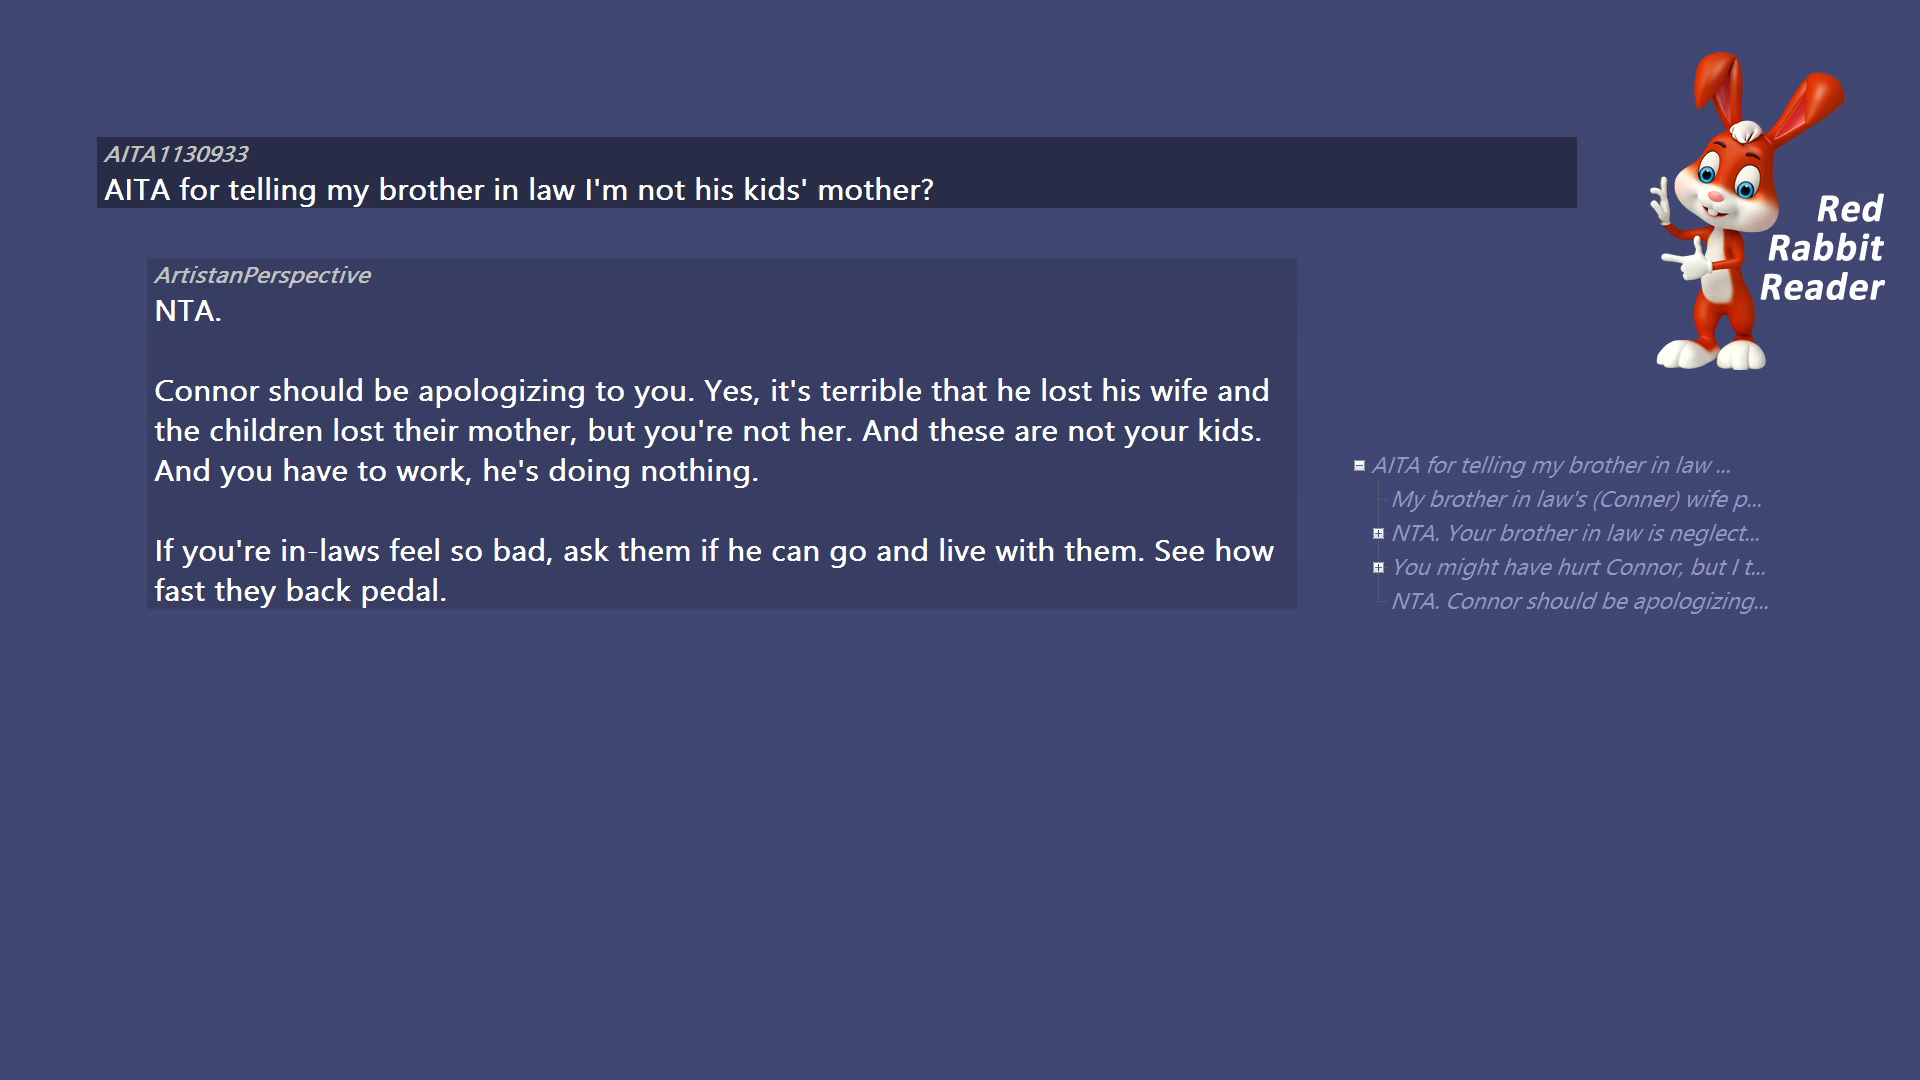 AITA1130933
AITA for telling my brother in law I'm not his kids' mother?
Red
Rabbit
Reader
ArtistanPerspective
NTA.
Connor should be apologizing to you. Yes, it's terrible that he lost his wife and
the children lost their mother, but you're not her. And these are not your kids.
And you have to work, he's doing nothing.
If you're in-laws feel so bad, ask them if he can go and live with them. See how
fast they back pedal.
AITA for telling my brother in law ...
My brother in law's (Conner) wife p...
NTA. Your brother in law is neglect...
You might have hurt Connor, but I t...
NTA. Connor should be apologizing...